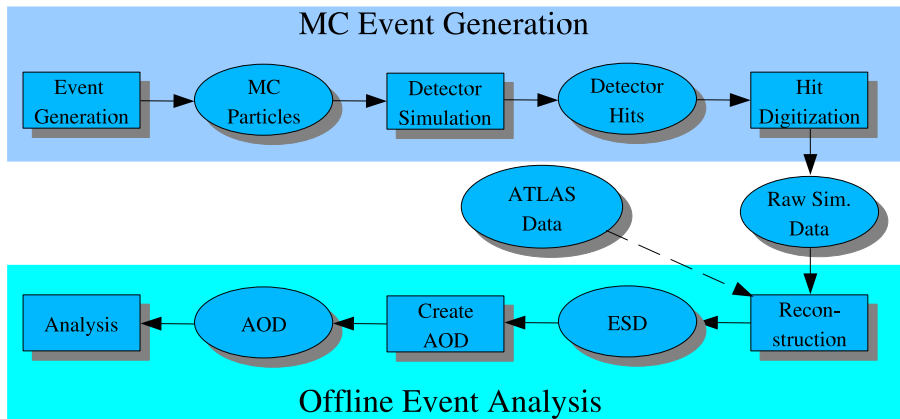 MC Event Generation
Event
Generation
MC
Particles
Detector
Simulation
Detector
Hits
Hit
Digitization
ATLAS
Data
Raw Sim.
Data
Analysis
AOD
Create
AOD
ESD
Recon-
struction
Offline Event Analysis